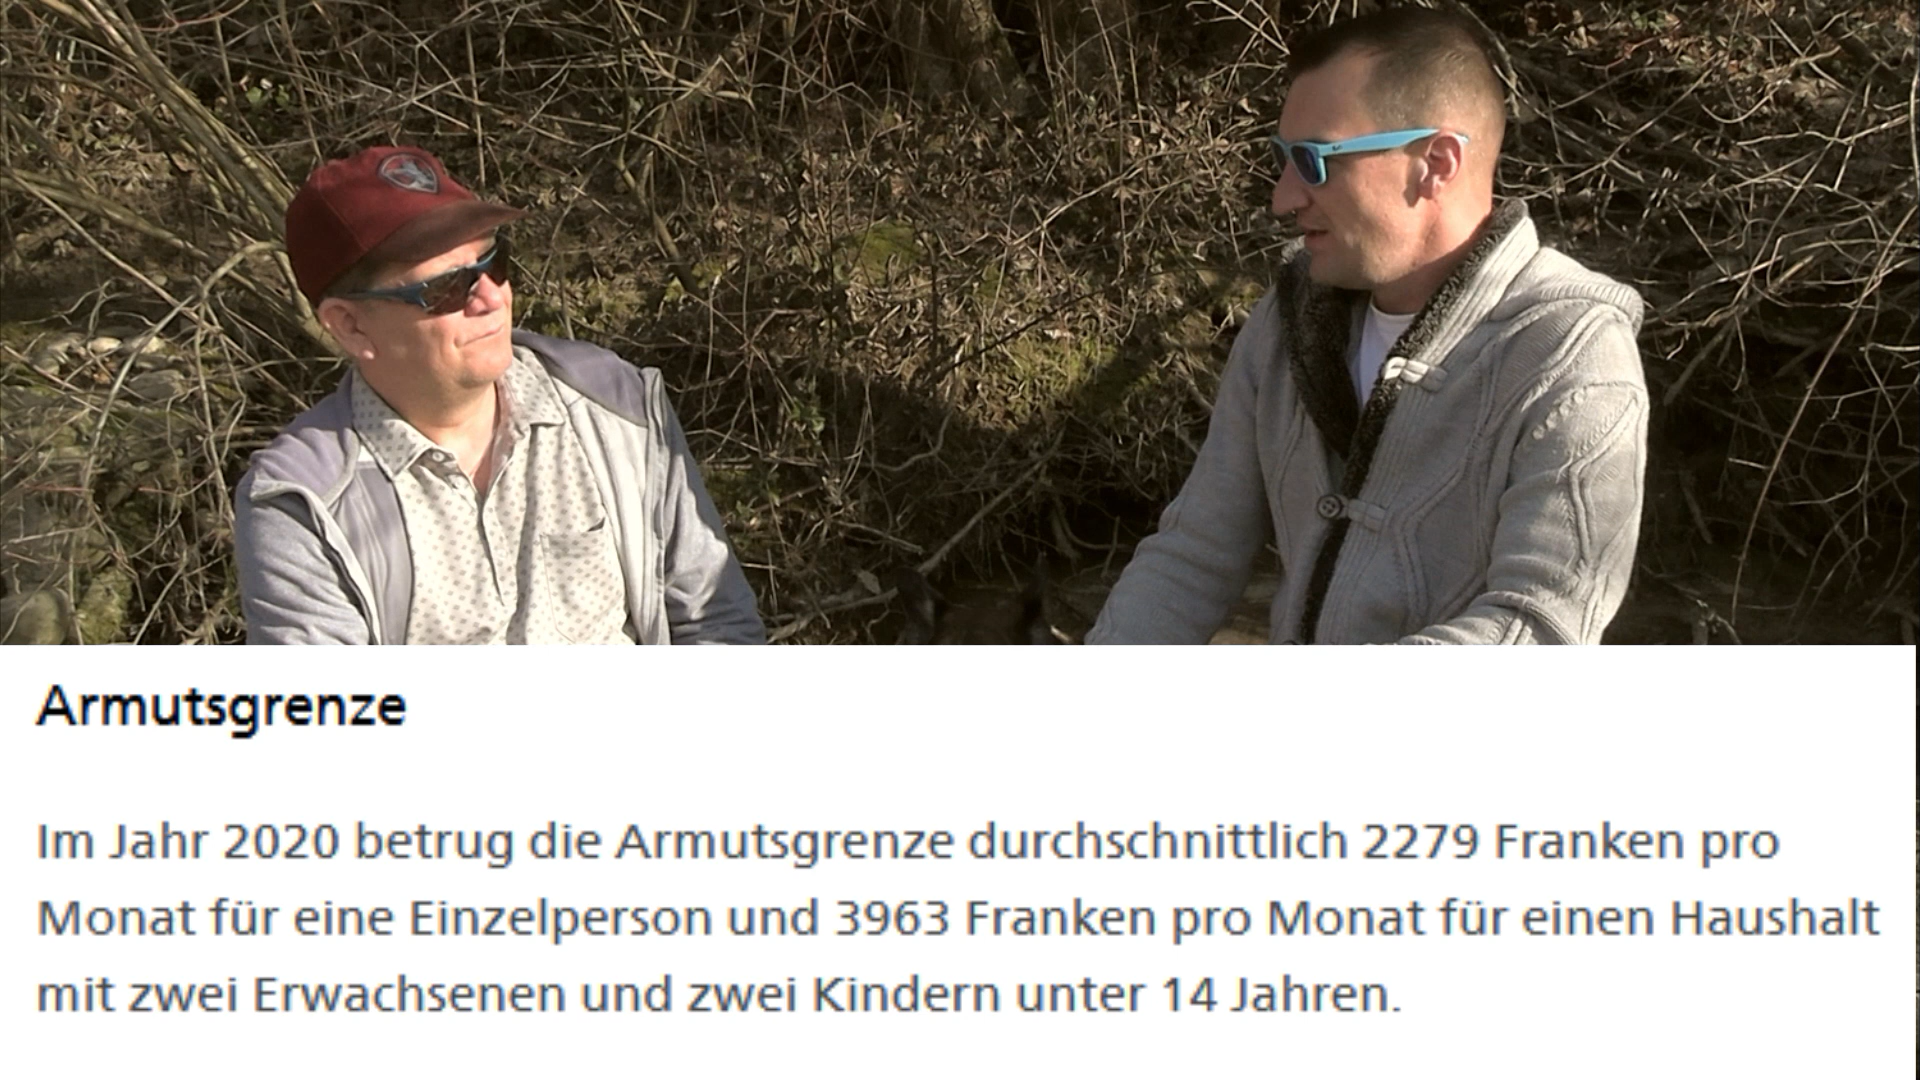 Armutsgrenze
Im Jahr 2020 betrug die Armutsgrenze durchschnittlich 2279 Franken pro
Monat für eine Einzelperson und 3963 Franken pro Monat für einen Haushalt
mit zwei Erwachsenen und zwei Kindern unter 14 Jahren.